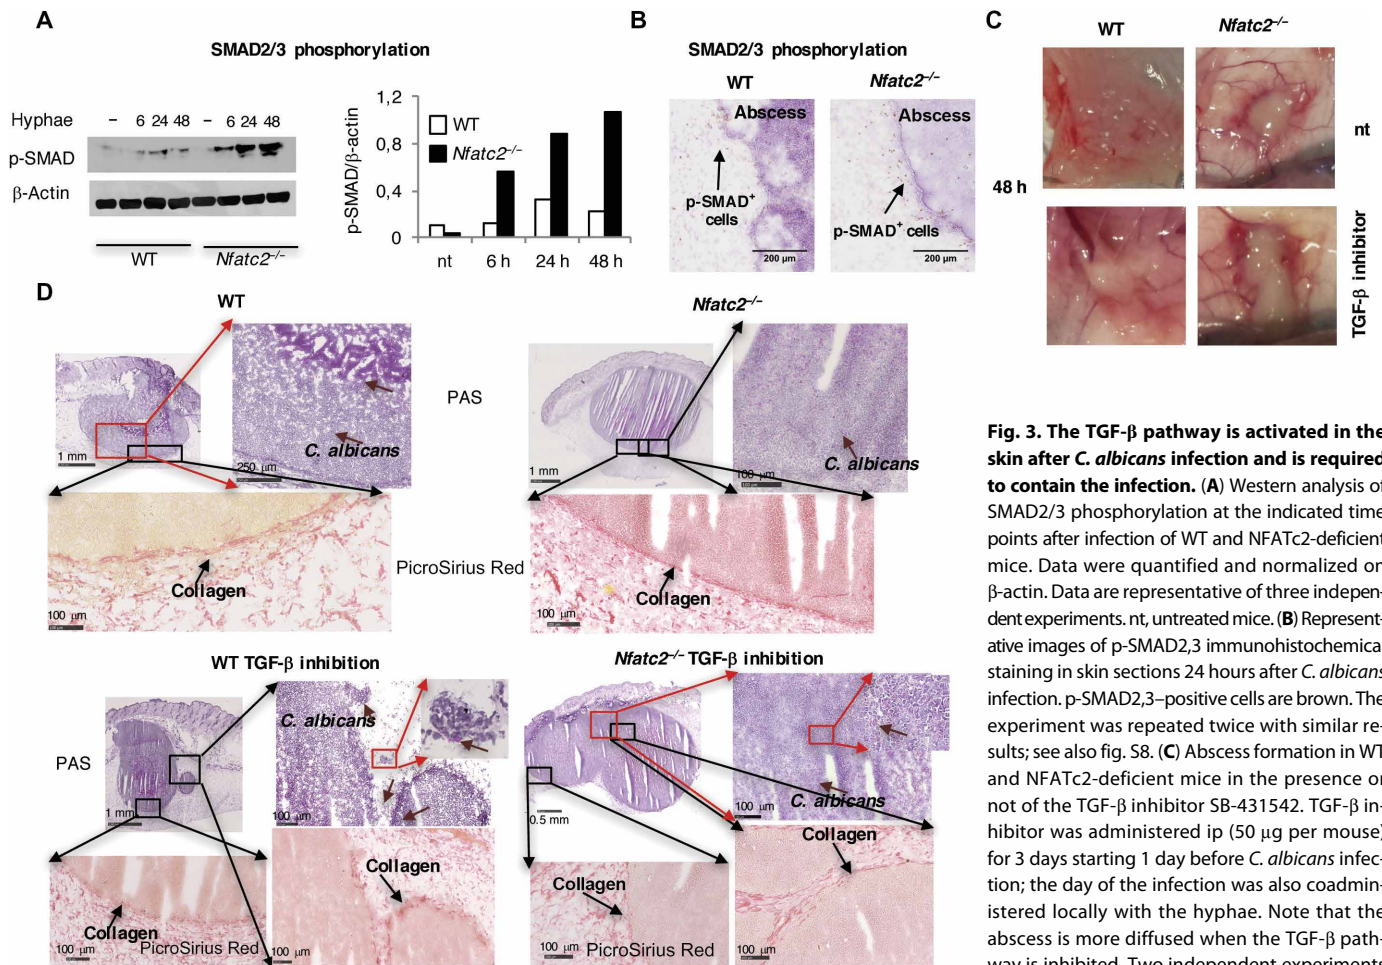 A
SMAD2/3 phosphorylation
Hyphae – 6 24 48 – 6 24 48
p-SMAD
β-Actin
WT Nfatc2–/–
p-SMAD/β-actin
1,2
0,8
0,4
0
WT
Nfatc2–/–
nt 6 h 24 h 48 h
B
SMAD2/3 phosphorylation
WT Nfatc2–/–
Abscess Abscess
p-SMAD+
cells
p-SMAD+ cells
200 µm 200 µm
C
WT Nfatc2–/–
48 h
nt
TGF-β inhibitor
D
WT Nfatc2–/–
PAS
C. albicans
1 mm
250 µm
C. albicans
1 mm
100 µm
PicroSirius Red
Collagen
100 µm
Collagen
100 µm
WT TGF-β inhibition Nfatc2–/– TGF-β inhibition
PAS
C. albicans
1 mm
100 µm
C. albicans
0.5 mm
100 µm
Collagen
PicroSirius Red
100 µm
Collagen
100 µm
Collagen
PicroSirius Red
100 µm
Collagen
100 µm
Fig. 3. The TGF-β pathway is activated in the
skin after C. albicans infection and is required
to contain the infection. (A) Western analysis of
SMAD2/3 phosphorylation at the indicated time
points after infection of WT and NFATc2-deficient
mice. Data were quantified and normalized on
β-actin. Data are representative of three indepen-
dent experiments. nt, untreated mice. (B) Represent-
ative images of p-SMAD2,3 immunohistochemica
staining in skin sections 24 hours after C. albicans
infection. p-SMAD2,3–positive cells are brown. The
experiment was repeated twice with similar re-
sults; see also fig. S8. (C) Abscess formation in WT
and NFATc2-deficient mice in the presence or
not of the TGF-β inhibitor SB-431542. TGF-β in-
hibitor was administered ip (50 µg per mouse)
for 3 days starting 1 day before C. albicans infec-
tion; the day of the infection was also coadmin-
istered locally with the hyphae. Note that the
abscess is more diffused when the TGF-β path-
way is inhibited. Two independent experiments